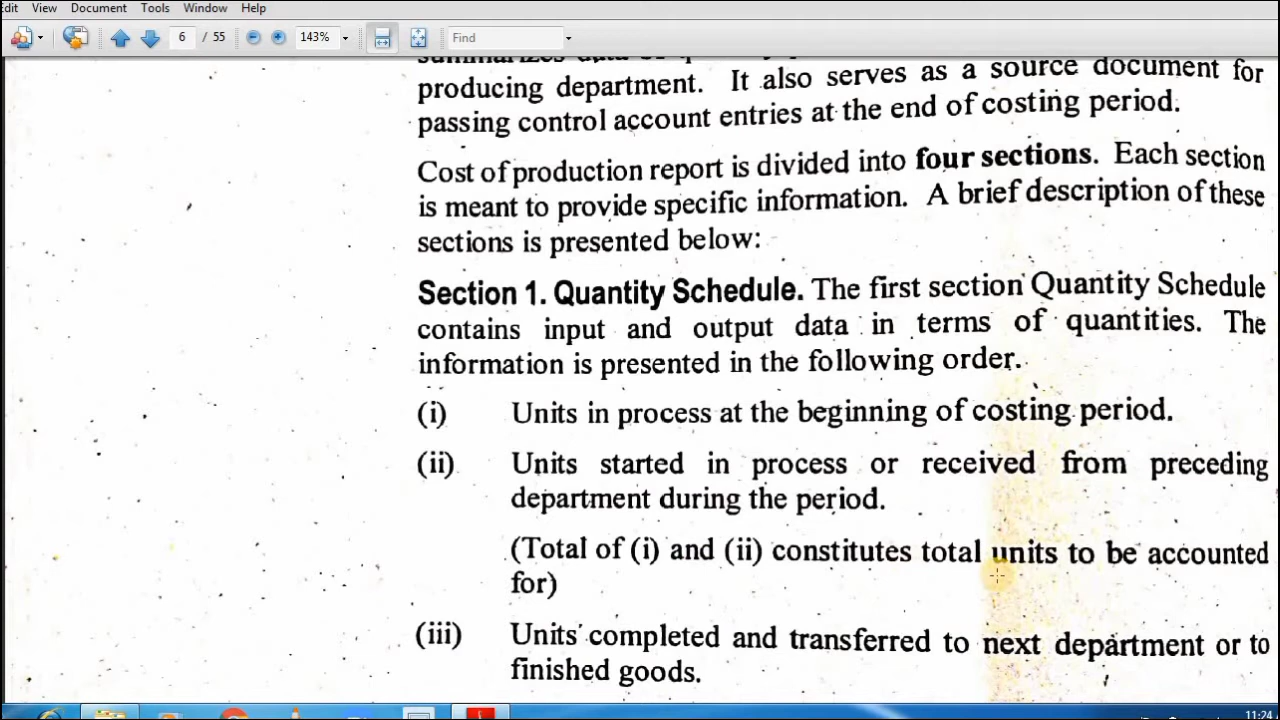 Edit View Document Tools Window Help
6 / 55 143% Find
producing department. It also serves as a source document for
passing control account entries at the end of costing period.
Cost of production report is divided into four sections. Each section
is meant to provide specific information. A brief description of these
sections is presented below:
Section 1. Quantity Schedule. The first section Quantity Schedule
contains input and output data in terms of quantities. The
information is presented in the following order.
(i) Units in process at the beginning of costing period.
(ii) Units started in process or received from preceding
department during the period.
(Total of (i) and (ii) constitutes total units to be accounted
for)
(iii) Units completed and transferred to next department or to
finished goods.
11:24